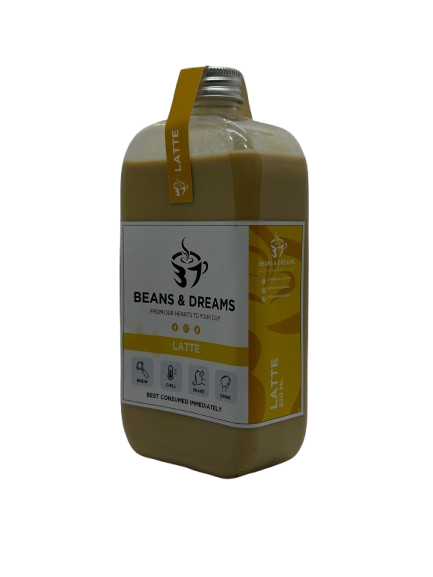 LATTE
BEANS & DREAMS
FROM OUR HEARTS TO YOUR CUP
LATTE
CHILL
SHAKE
DRINK
BEST CONSUMED IMMEDIATELY
BEANS & DREAMS
LATTE